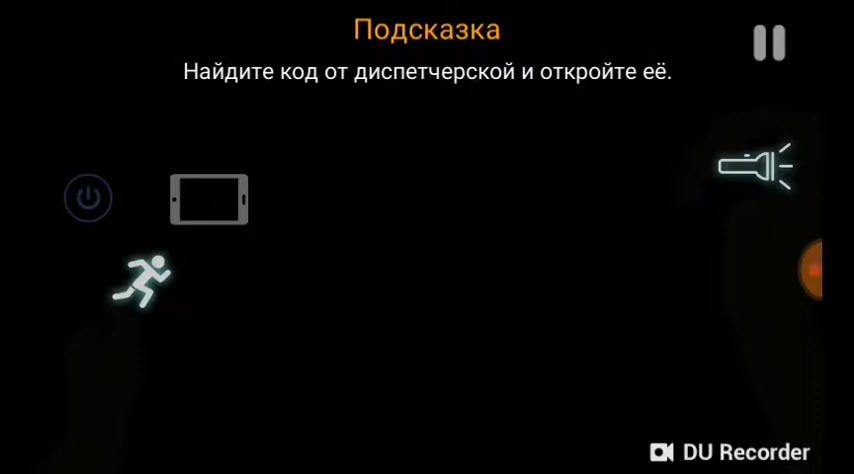 Подсказка
Найдите код от диспетчерской и откройте её.
DU Recorder